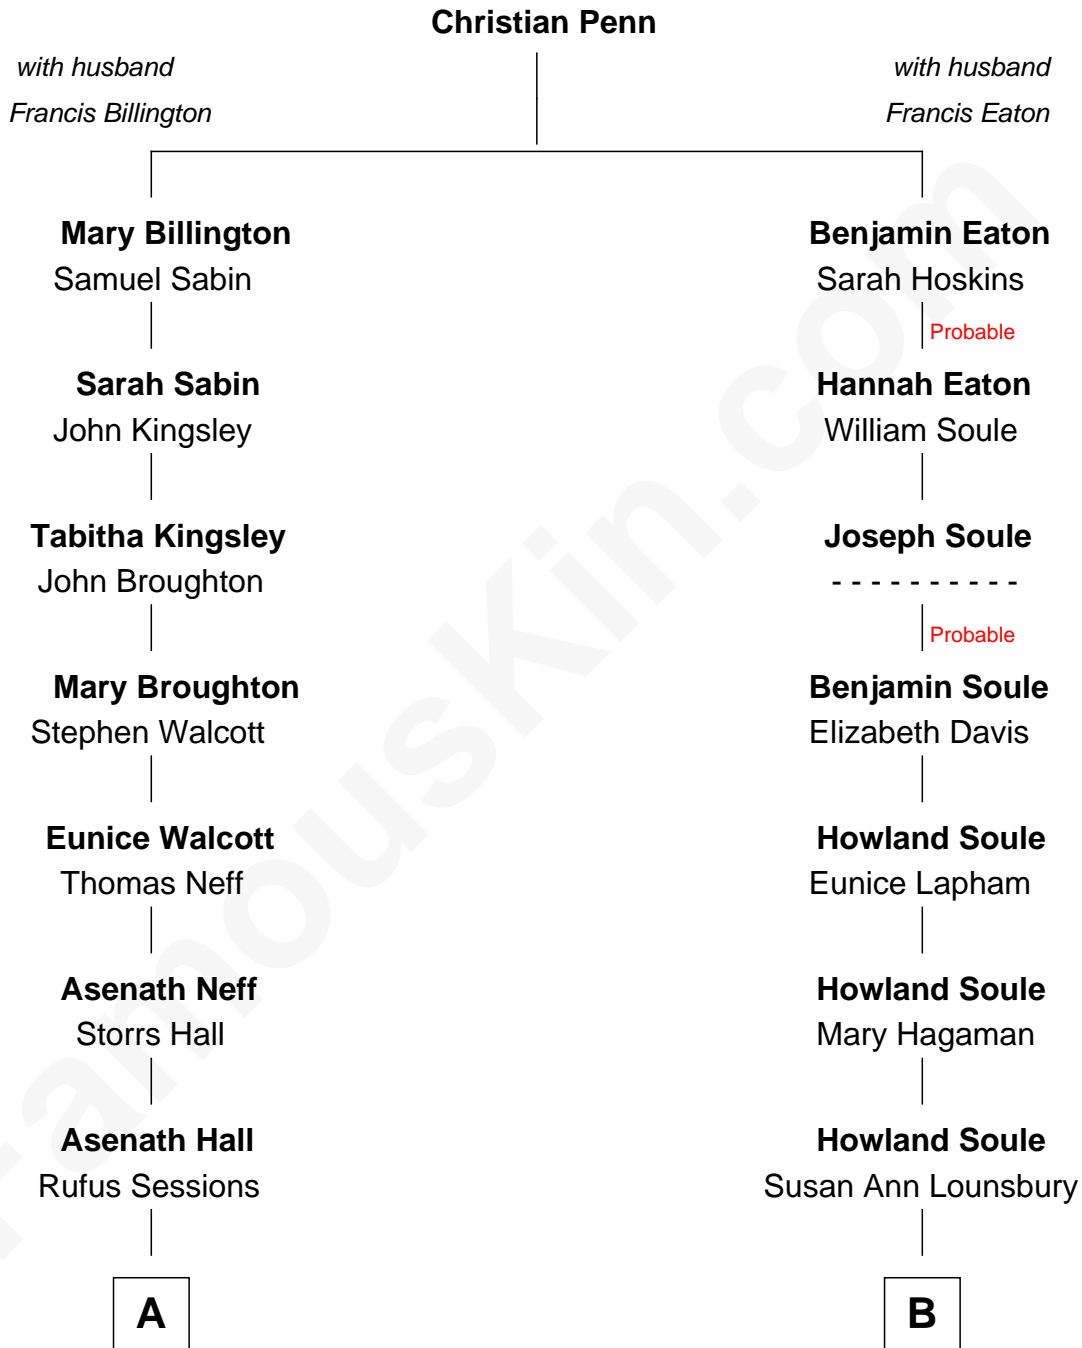 Christian Penn
with husband
Francis Billington
with husband
Francis Eaton
Mary Billington
Samuel Sabin
Benjamin Eaton
Sarah Hoskins
Probable
Sarah Sabin
John Kingsley
Hannah Eaton
William Soule
Tabitha Kingsley
John Broughton
Joseph Soule
- - - - - - - - - -
Probable
Mary Broughton
Stephen Walcott
Benjamin Soule
Elizabeth Davis
Eunice Walcott
Thomas Neff
Howland Soule
Eunice Lapham
Asenath Neff
Storrs Hall
Howland Soule
Mary Hagaman
Asenath Hall
Rufus Sessions
Howland Soule
Susan Ann Lounsbury
A
B
FamousKin.com